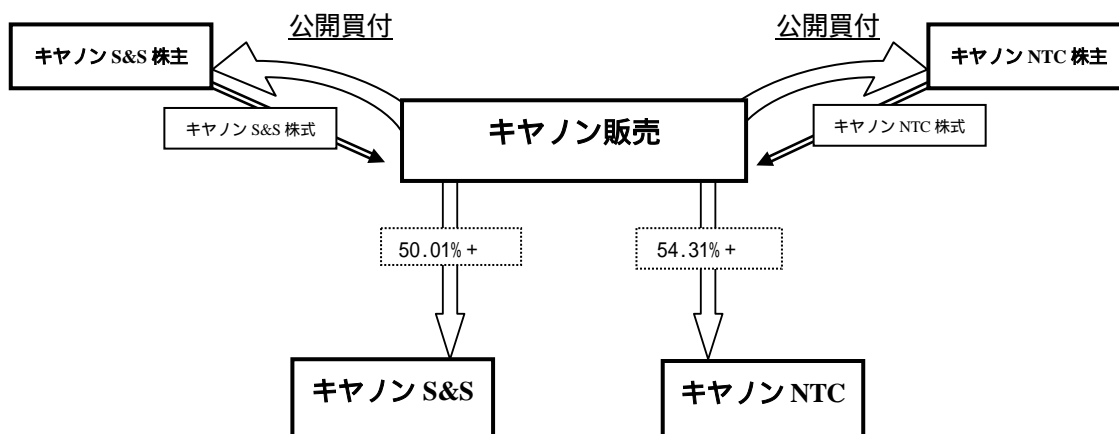 公開買付
公開買付
キヤノン S&S 株主
キヤノン NTC 株主
キヤノン S&S 株式
キヤノン販売
キヤノン NTC 株式
50.01%+
54.31%+
キヤノン S&S
キヤノン NTC